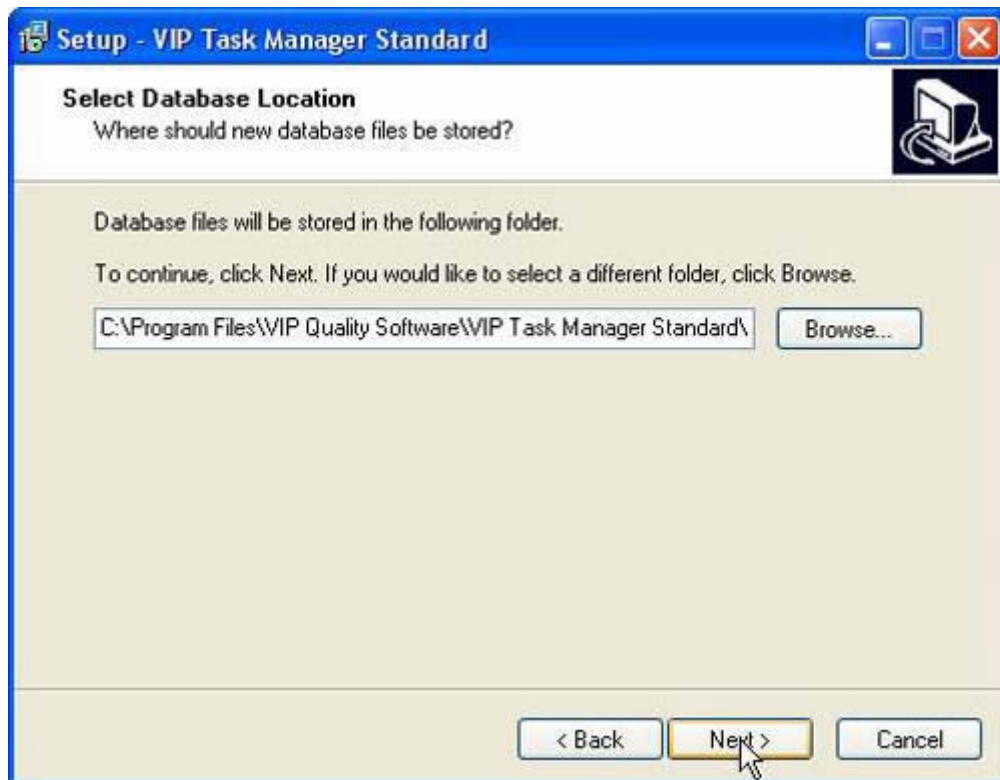 Setup - VIP Task Manager Standard
Select Database Location
Where should new database files be stored?
Database files will be stored in the following folder.
To continue, click Next. If you would like to select a different folder, click Browse.
C:\Program Files\VIP Quality Software\VIP Task Manager Standard\
Browse...
< Back
Next >
Cancel